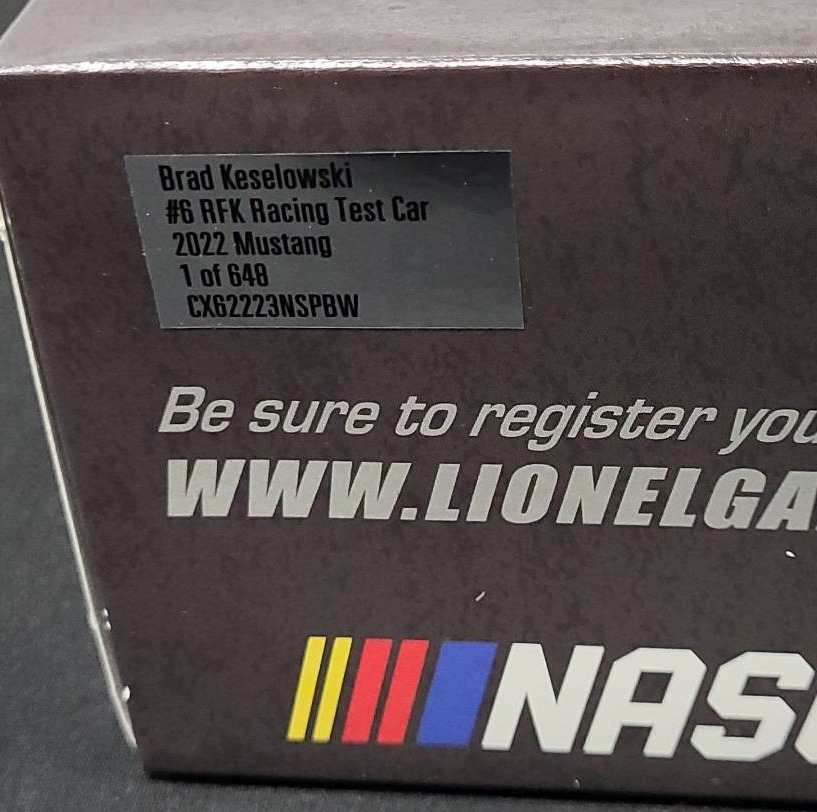 Brad Keselowski
#6 RFK Racing Test Car
2022 Mustang
1 of 648
CX62223NSPBW
Be sure to register you
WWW.LIONELGA
NASC